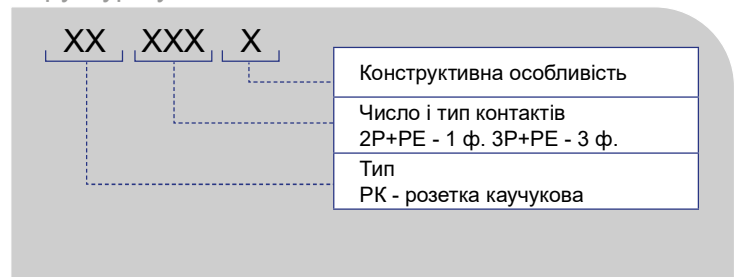 XX XXX X
Конструктивна особливість
Число і тип контактів
2P+PE - 1 ф. 3P+PE - 3 ф.
Тип
РК - розетка каучукова